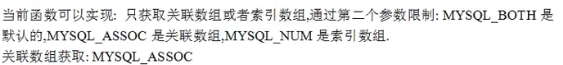 当前函数可以实现: 只获取关联数组或者索引数组,通过第二个参数限制: MYSQL_BOTH 是
默认的,MYSQL_ASSOC 是关联数组,MYSQL_NUM 是索引数组.
关联数组获取: MYSQL_ASSOC